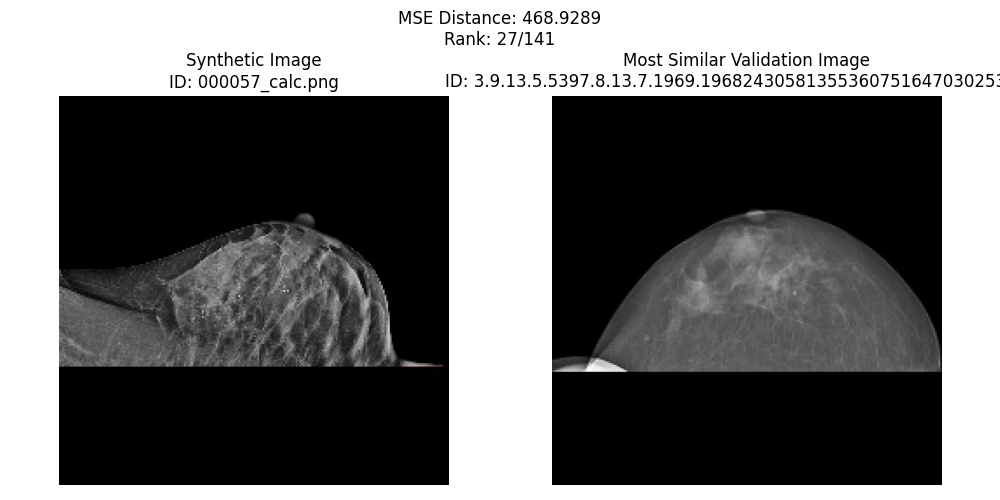 MSE Distance: 468.9289
Rank: 27/141
Synthetic Image
ID: 000057_calc.png
Most Similar Validation Image
ID: 3.9.13.5.5397.8.13.7.1969.19682430581355360751647030253